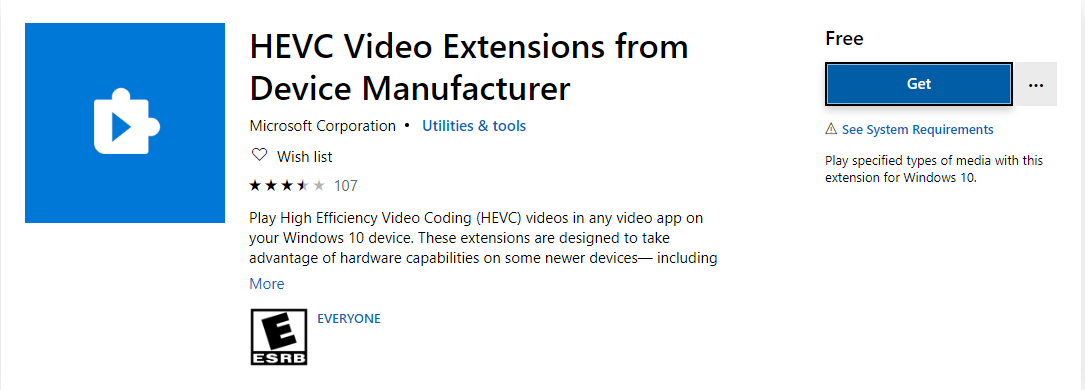 HEVC Video Extensions from
Device Manufacturer
Microsoft Corporation • Utilities & tools
Wish list
107
Play High Efficiency Video Coding (HEVC) videos in any video app on
your Windows 10 device. These extensions are designed to take
advantage of hardware capabilities on some newer devices— including
More
E
ESRB
EVERYONE
Free
Get
...
See System Requirements
Play specified types of media with this
extension for Windows 10.